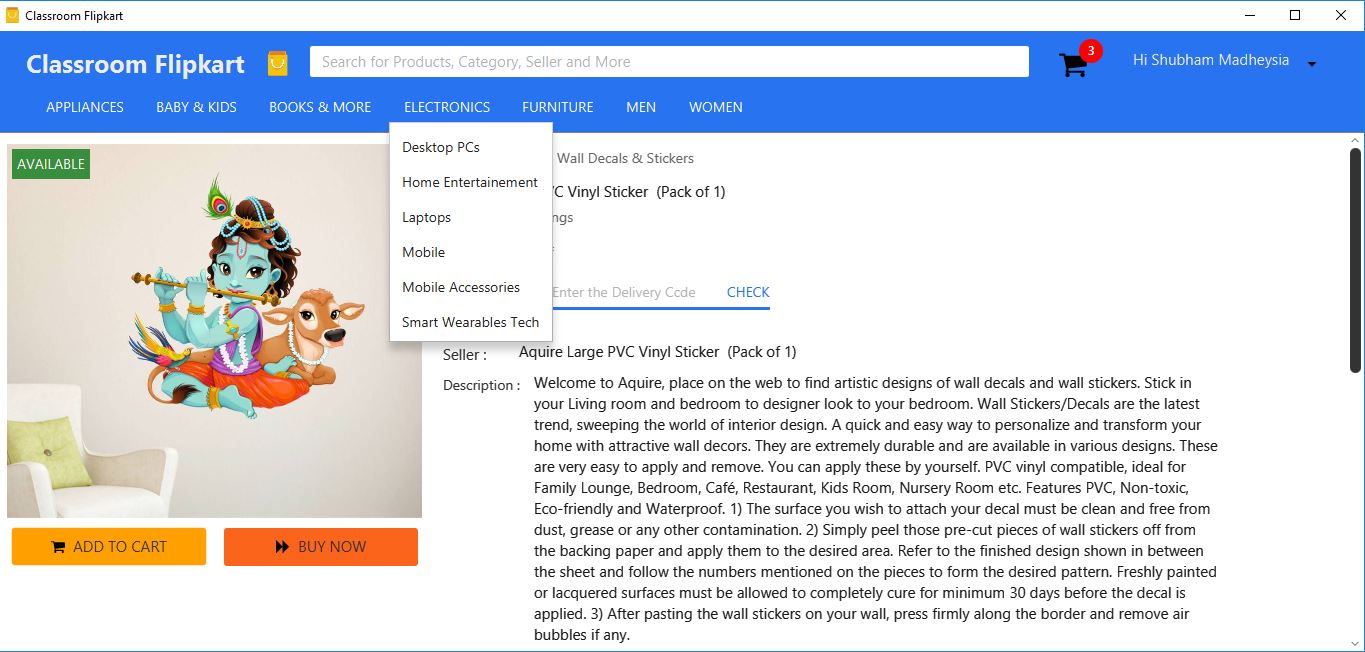 Classroom Flipkart
Classroom Flipkart
Search for Products, Category, Seller and More
3
Hi Shubham Madheysia
APPLIANCES BABY & KIDS BOOKS & MORE ELECTRONICS FURNITURE MEN WOMEN
Desktop PCs
Home Entertainement
Laptops
Mobile
Mobile Accessories
Smart Wearables Tech
AVAILABLE
Wall Decals & Stickers
Vinyl Sticker (Pack of 1)
Enter the Delivery Code CHECK
Seller : Aquire Large PVC Vinyl Sticker (Pack of 1)
Description : Welcome to Aquire, place on the web to find artistic designs of wall decals and wall stickers. Stick in
your Living room and bedroom to designer look to your bedroom. Wall Stickers/Decals are the latest
trend, sweeping the world of interior design. A quick and easy way to personalize and transform your
home with attractive wall decors. They are extremely durable and are available in various designs. These
are very easy to apply and remove. You can apply these by yourself. PVC vinyl compatible, ideal for
Family Lounge, Bedroom, Café, Restaurant, Kids Room, Nursery Room etc. Features PVC, Non-toxic,
Eco-friendly and Waterproof. 1) The surface you wish to attach your decal must be clean and free from
dust, grease or any other contamination. 2) Simply peel those pre-cut pieces of wall stickers off from
the backing paper and apply them to the desired area. Refer to the finished design shown in between
the sheet and follow the numbers mentioned on the pieces to form the desired pattern. Freshly painted
or lacquered surfaces must be allowed to completely cure for minimum 30 days before the decal is
applied. 3) After pasting the wall stickers on your wall, press firmly along the border and remove air
bubbles if any.
ADD TO CART
BUY NOW